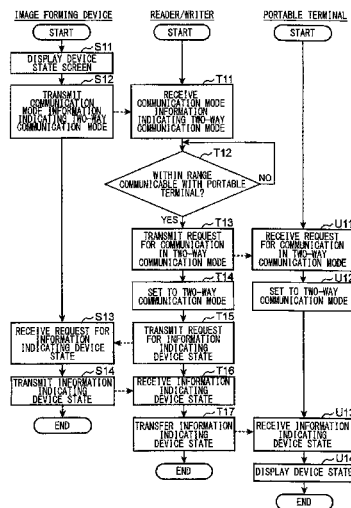 IMAGE FORMING DEVICE
START
S11
DISPLAY DEVICE
STATE SCREEN
S12
TRANSMIT
COMMUNICATION
MODE INFORMATION
INDICATING TWO-WAY
COMMUNICATION MODE
S13
RECEIVE REQUEST FOR
INFORMATION
INDICATING DEVICE
STATE
S14
TRANSMIT INFORMATION
INDICATING
DEVICE STATE
END
READER/WRITER
START
T11
RECEIVE
COMMUNICATION MODE
INFORMATION
INDICATING TWO-WAY
COMMUNICATION MODE
T12
WITHIN RANGE
COMMUNICABLE WITH PORTABLE
TERMINAL?
NO
YES
T13
TRANSMIT REQUEST
FOR COMMUNICATION
IN TWO-WAY
COMMUNICATION MODE
T14
SET TO TWO-WAY
COMMUNICATION MODE
T15
TRANSMIT REQUEST
FOR INFORMATION
INDICATING
DEVICE STATE
T16
RECEIVE INFORMATION
INDICATING
DEVICE STATE
T17
TRANSFER INFORMATION
INDICATING
DEVICE STATE
END
PORTABLE TERMINAL
START
U11
RECEIVE REQUEST
FOR COMMUNICATION
IN TWO-WAY
COMMUNICATION MODE
U12
SET TO TWO-WAY
COMMUNICATION MODE
U13
RECEIVE INFORMATION
INDICATING
DEVICE STATE
U14
DISPLAY DEVICE STATE
END